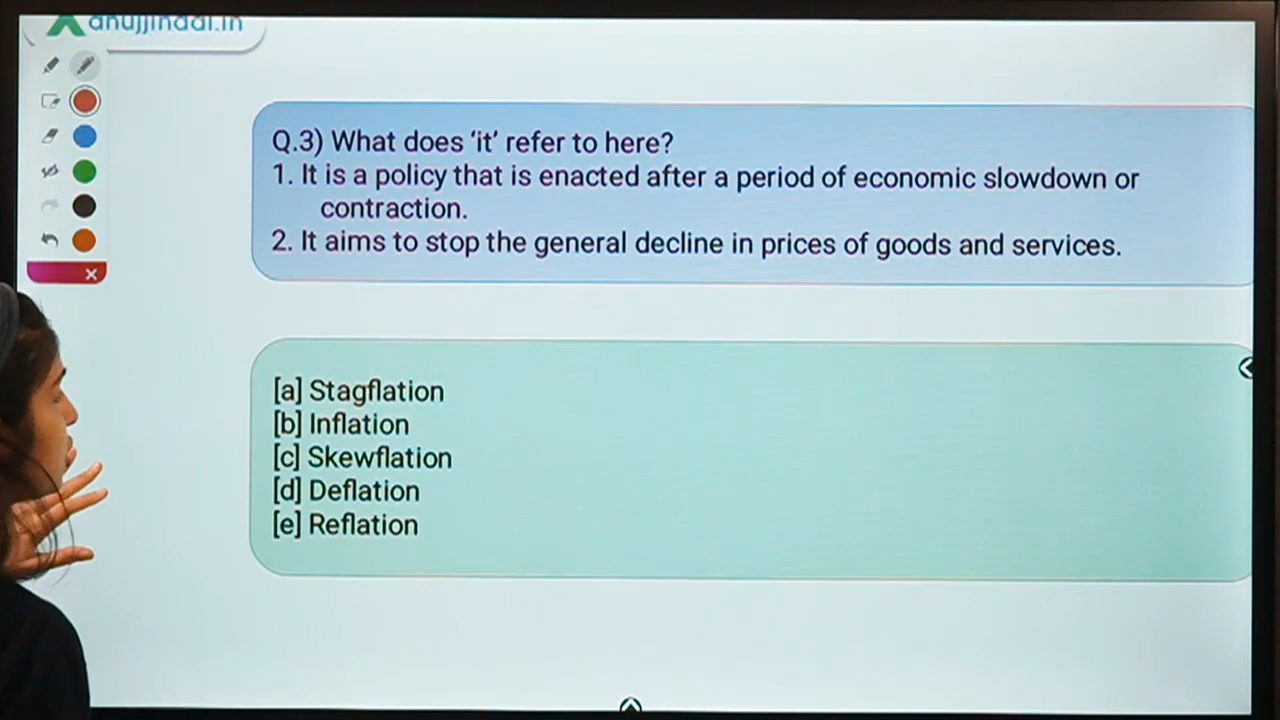 anujjindal.in
Q.3) What does ‘it’ refer to here?
1. It is a policy that is enacted after a period of economic slowdown or
contraction.
2. It aims to stop the general decline in prices of goods and services.
[a] Stagflation
[b] Inflation
[c] Skewflation
[d] Deflation
[e] Reflation